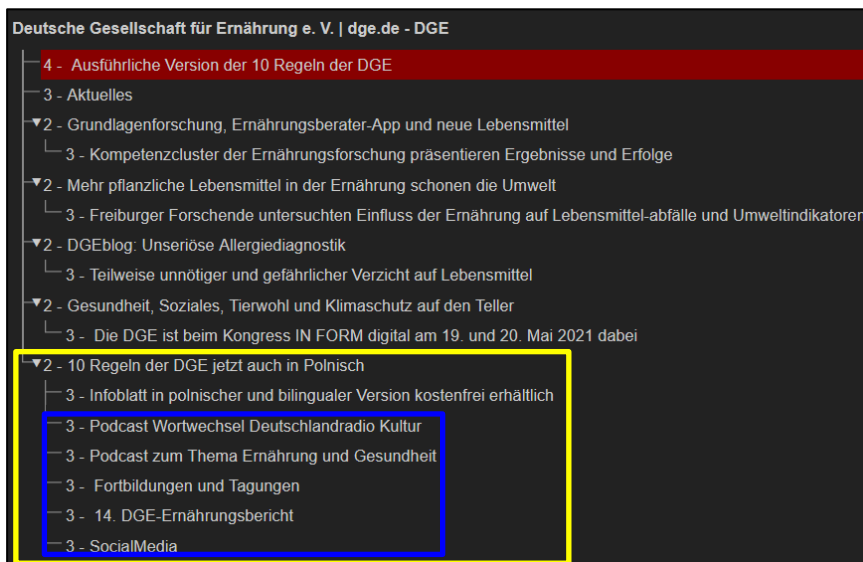 Deutsche Gesellschaft für Ernährung e. V. | dge.de - DGE
4 - Ausführliche Version der 10 Regeln der DGE
3 - Aktuelles
▼2 - Grundlagenforschung, Ernährungsberater-App und neue Lebensmittel
3 - Kompetenzcluster der Ernährungsforschung präsentieren Ergebnisse und Erfolge
▼2 - Mehr pflanzliche Lebensmittel in der Ernährung schonen die Umwelt
3 - Freiburger Forschende untersuchten Einfluss der Ernährung auf Lebensmittel-abfälle und Umweltindikatoren
▼2 - DGEblog: Unseriöse Allergiediagnostik
3 - Teilweise unnötiger und gefährlicher Verzicht auf Lebensmittel
▼2 - Gesundheit, Soziales, Tierwohl und Klimaschutz auf den Teller
3 - Die DGE ist beim Kongress IN FORM digital am 19. und 20. Mai 2021 dabei
▼2 - 10 Regeln der DGE jetzt auch in Polnisch
3 - Infoblatt in polnischer und bilingualer Version kostenfrei erhältlich
3 - Podcast Wortwechsel Deutschlandradio Kultur
3 - Podcast zum Thema Ernährung und Gesundheit
3 - Fortbildungen und Tagungen
3 - 14. DGE-Ernährungsbericht
3 - SocialMedia